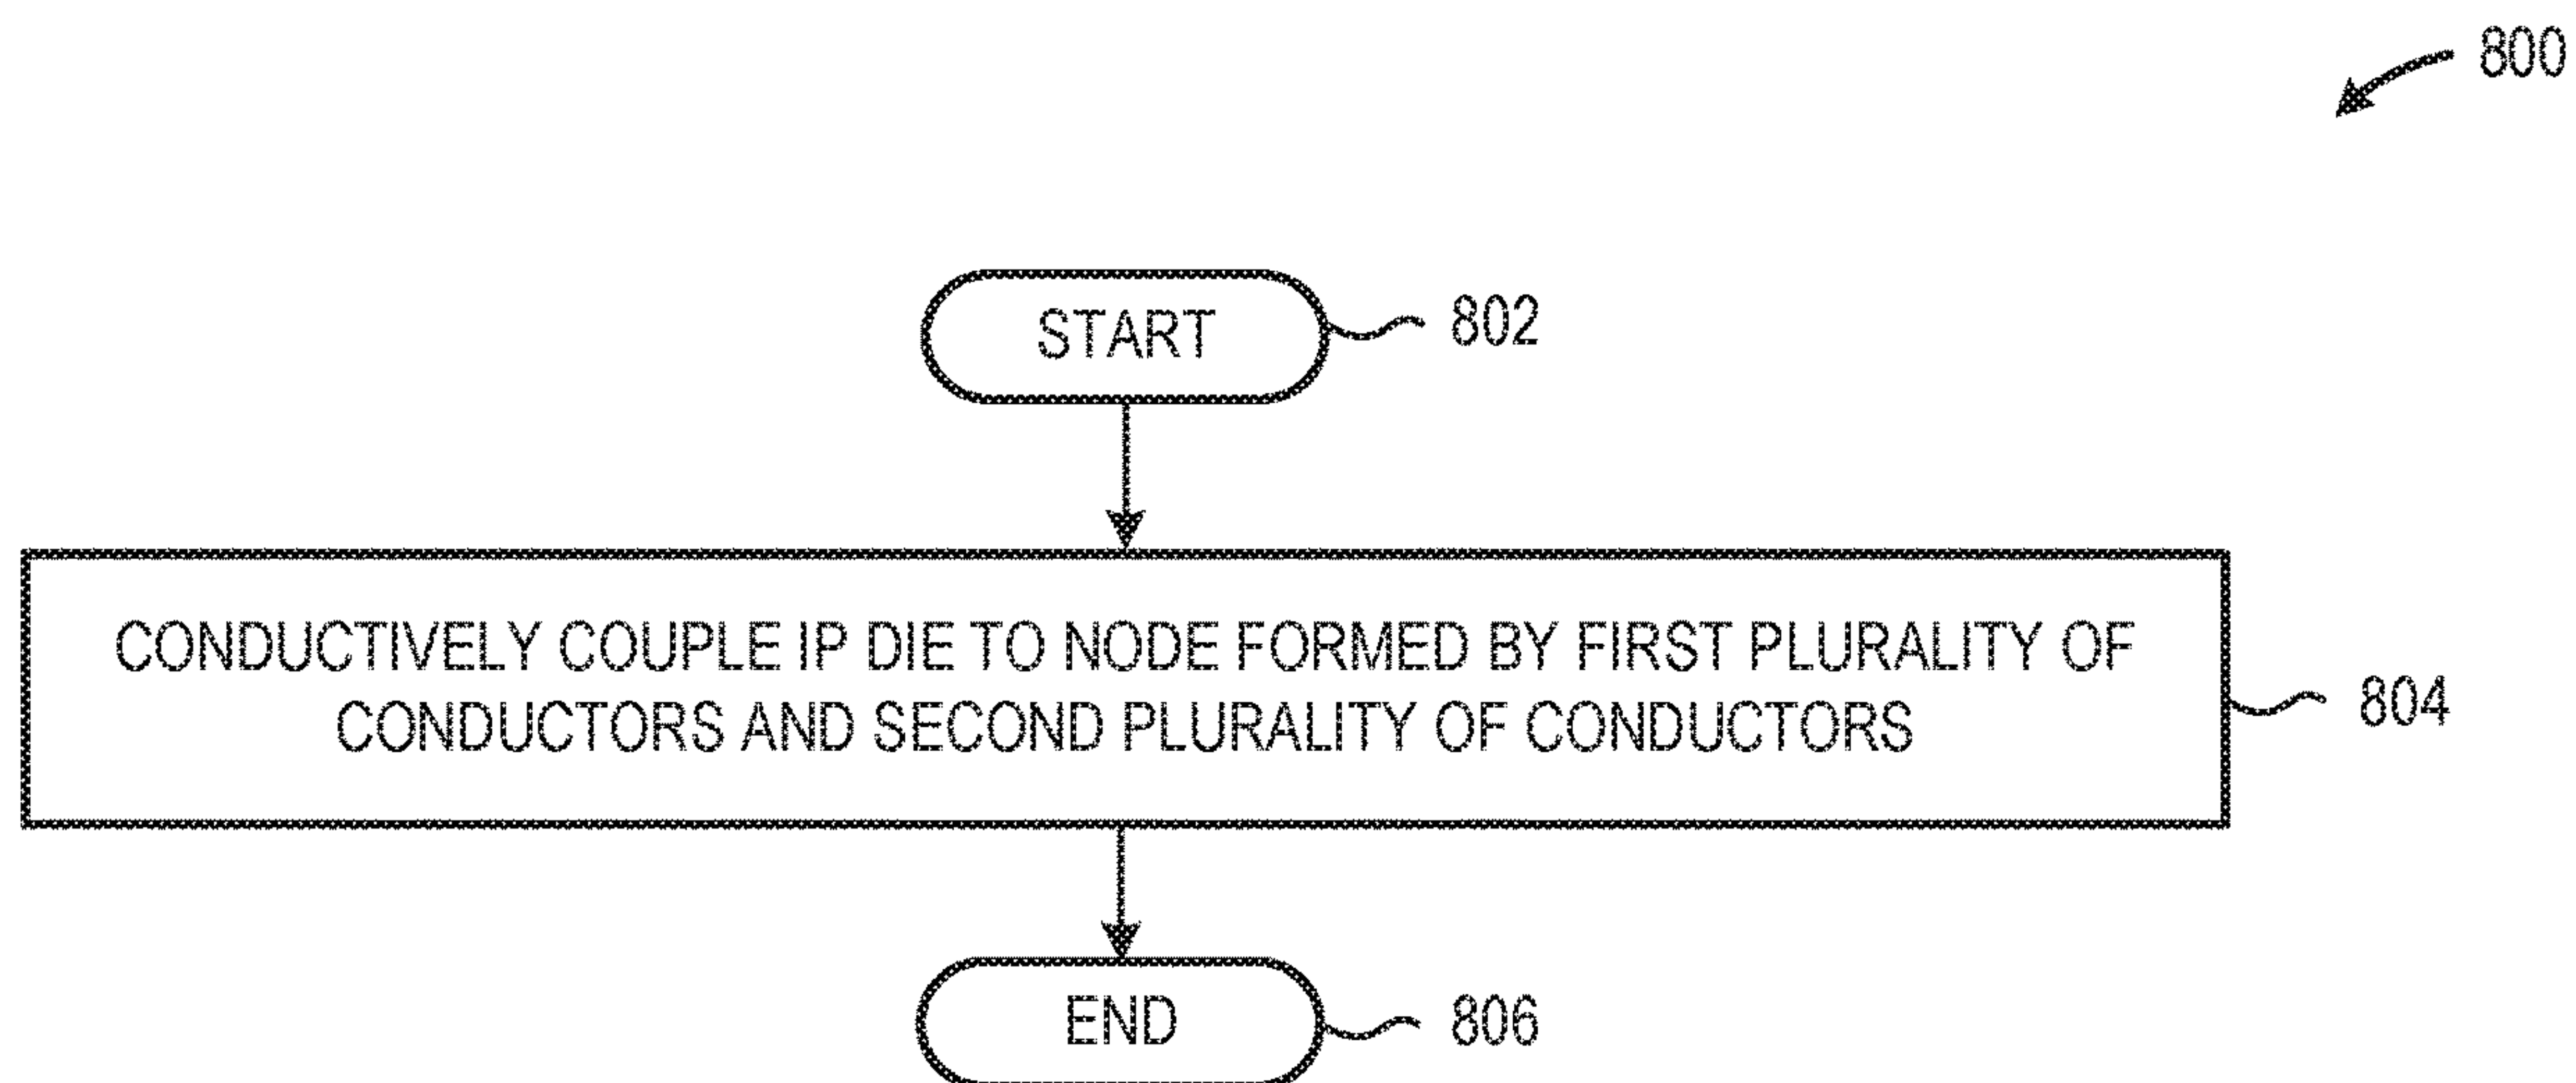 800
START
802
CONDUCTIVELY COUPLE IP DIE TO NODE FORMED BY FIRST PLURALITY OF
CONDUCTORS AND SECOND PLURALITY OF CONDUCTORS
804
END
806